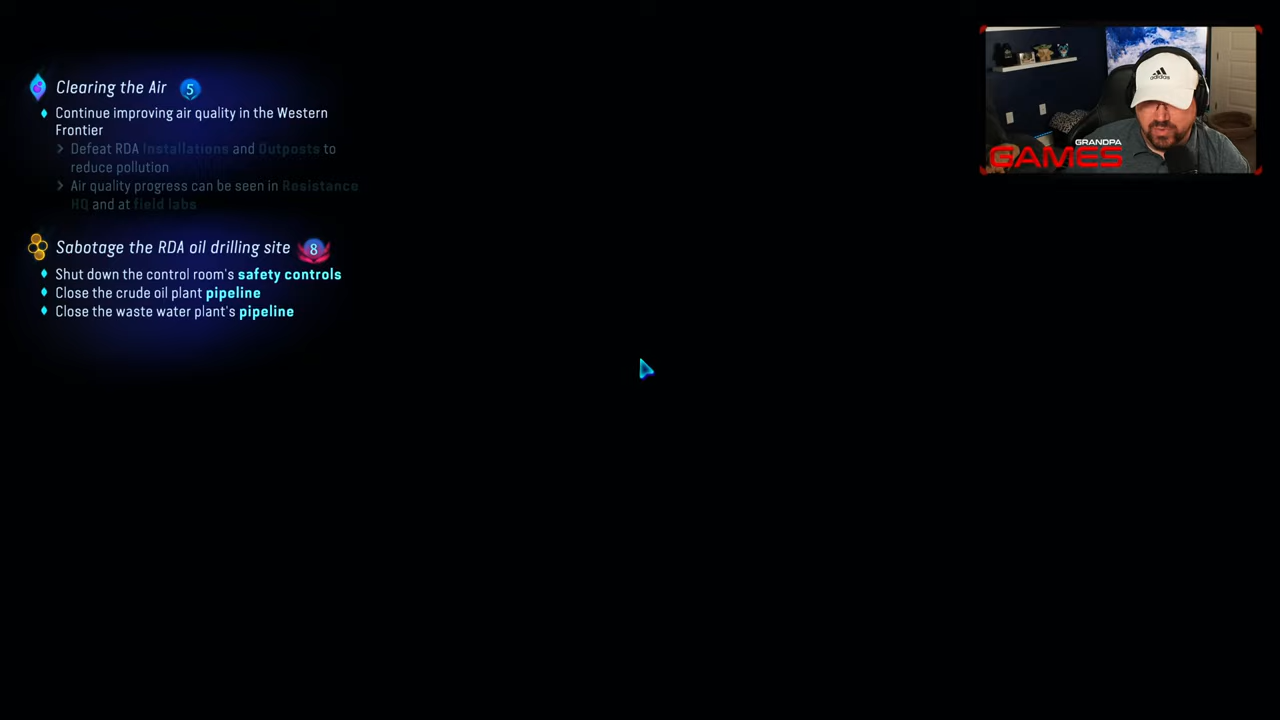 Clearing the Air 5
Continue improving air quality in the Western
Frontier
Defeat RDA Installations and Outposts to
reduce pollution
Air quality progress can be seen in Resistance
HQ and at field labs
Sabotage the RDA oil drilling site 8
Shut down the control room's safety controls
Close the crude oil plant pipeline
Close the waste water plant's pipeline
adidas
GRANDPA
GAMES